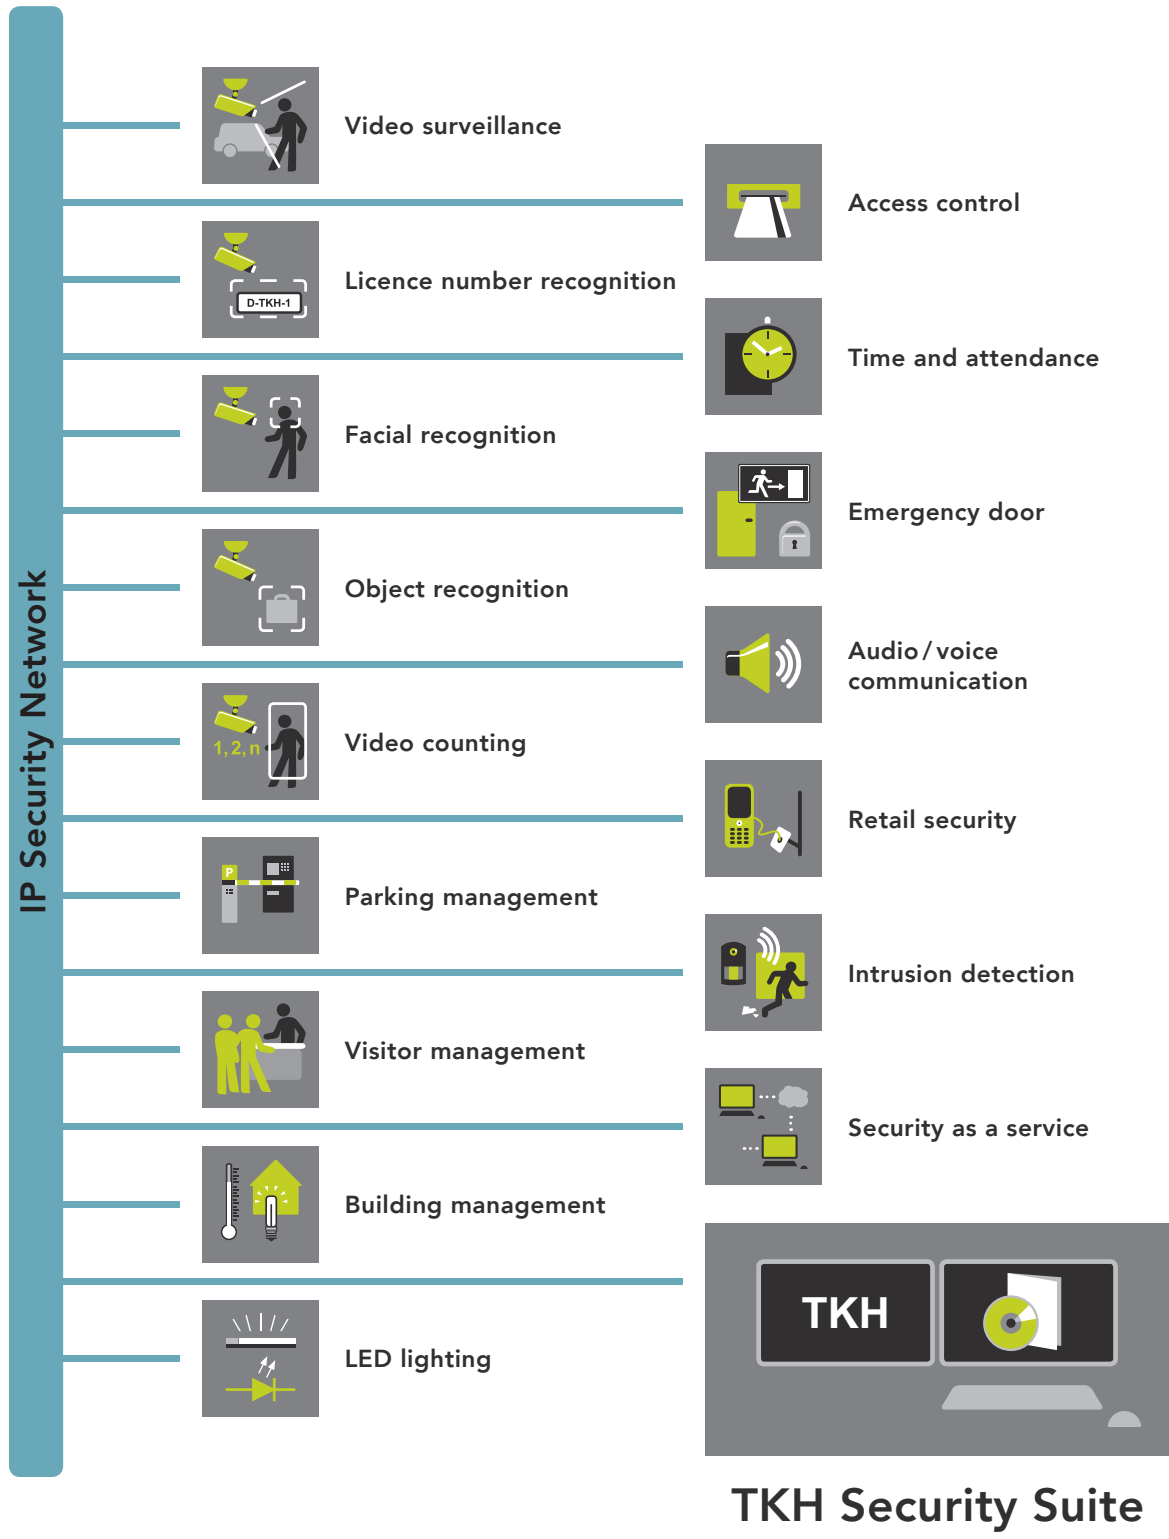 IP Security Network
Video surveillance
Access control
D-TKH-1
Licence number recognition
Time and attendance
Facial recognition
Emergency door
Object recognition
Audio / voice
communication
1, 2, n
Video counting
Retail security
P
Parking management
Intrusion detection
Visitor management
Security as a service
Building management
LED lighting
TKH
TKH Security Suite